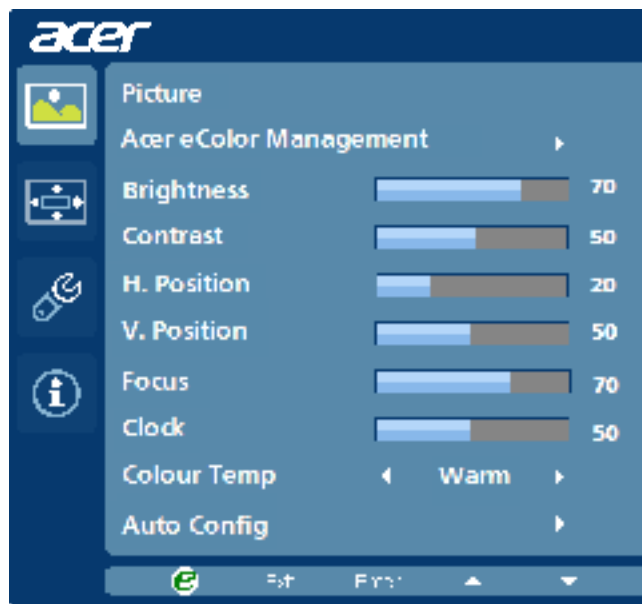 acer
Picture
Acer eColor Management
Brightness 70
Contrast 50
H. Position 20
V. Position 50
Focus 70
Clock 50
Colour Temp Warm
Auto Config